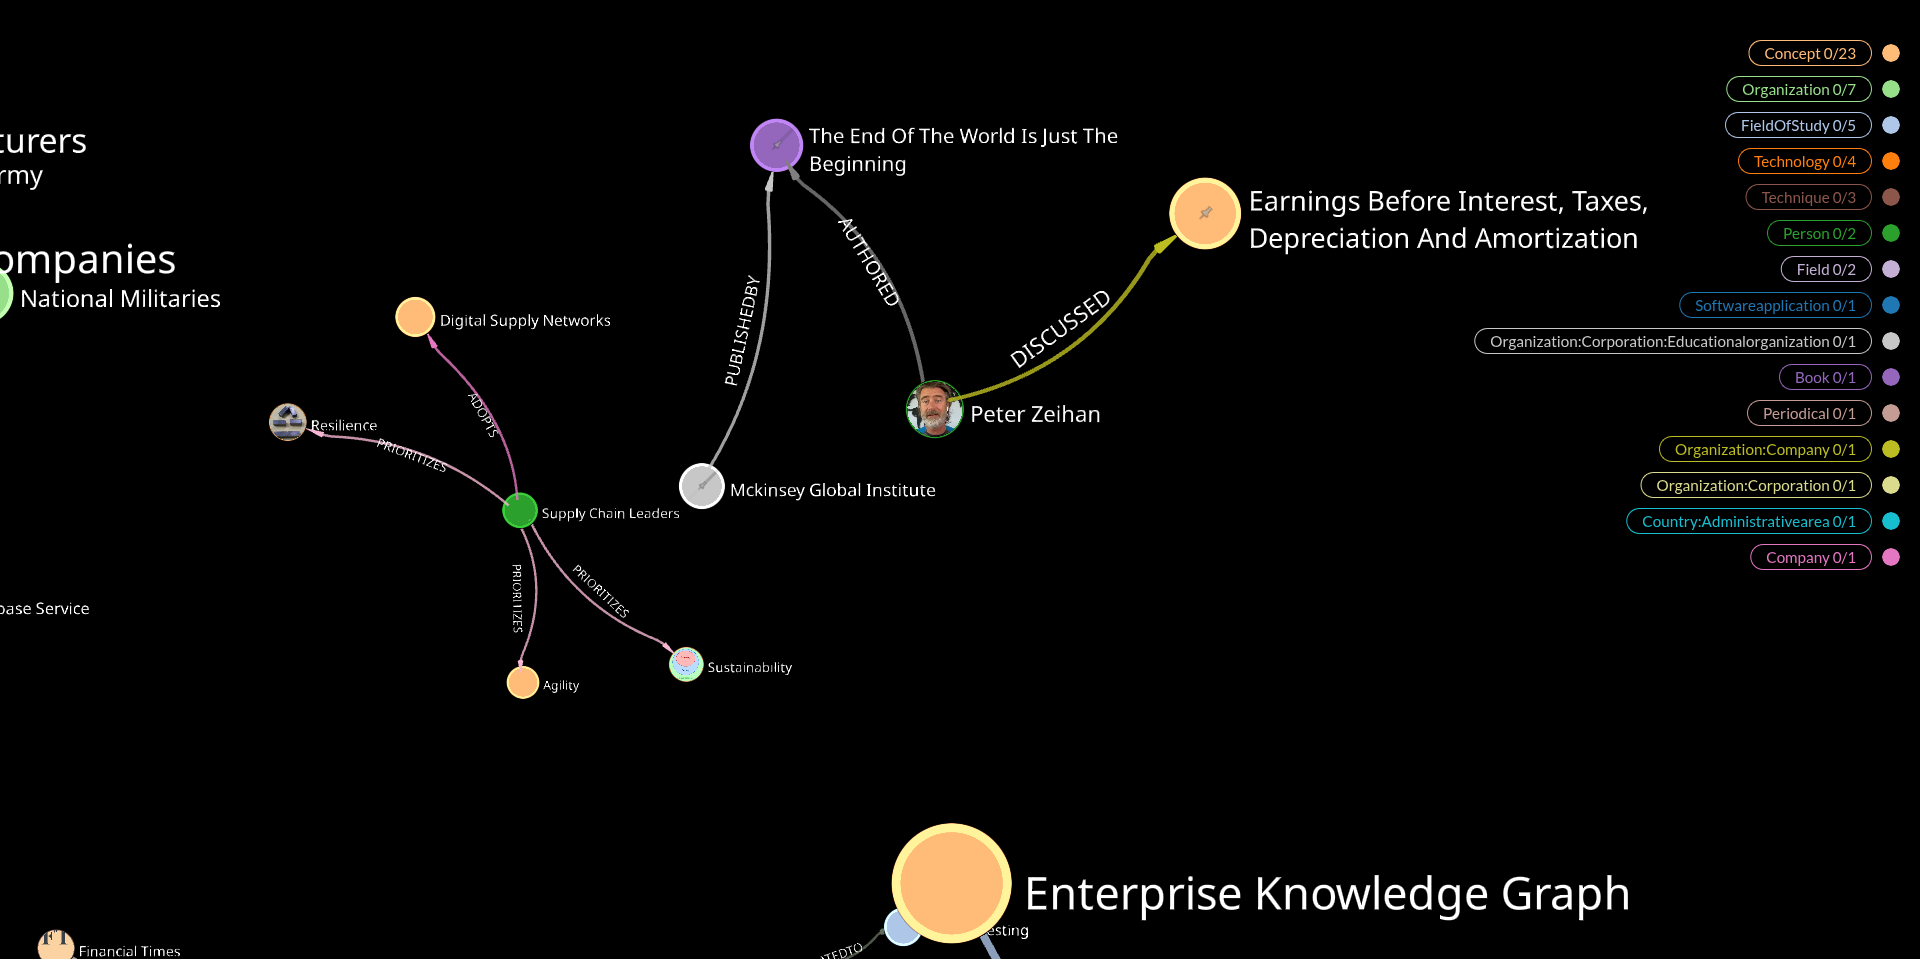 Concept 0/23
Organization 0/7
FieldOfStudy 0/5
Technology 0/4
Technique 0/3
Person 0/2
Field 0/2
Softwareapplication 0/1
Organization:Corporation:Educationalorganization 0/1
Book 0/1
Periodical 0/1
Organization:Company 0/1
Organization:Corporation 0/1
Country:Administrativearea 0/1
Company 0/1
turers
rmy
ompanies
National Militaries
The End Of The World Is Just The
Beginning
Earnings Before Interest, Taxes,
Depreciation And Amortization
AUTHORED
PUBLISHEDBY
DISCUSSED
Digital Supply Networks
ADOPTS
Resilience
PRIORITIZES
Peter Zeihan
Mckinsey Global Institute
Supply Chain Leaders
PRIORITIZES
PRIORITIZES
base Service
Sustainability
Agility
Enterprise Knowledge Graph
esting
ATEDTO
FT
Financial Times